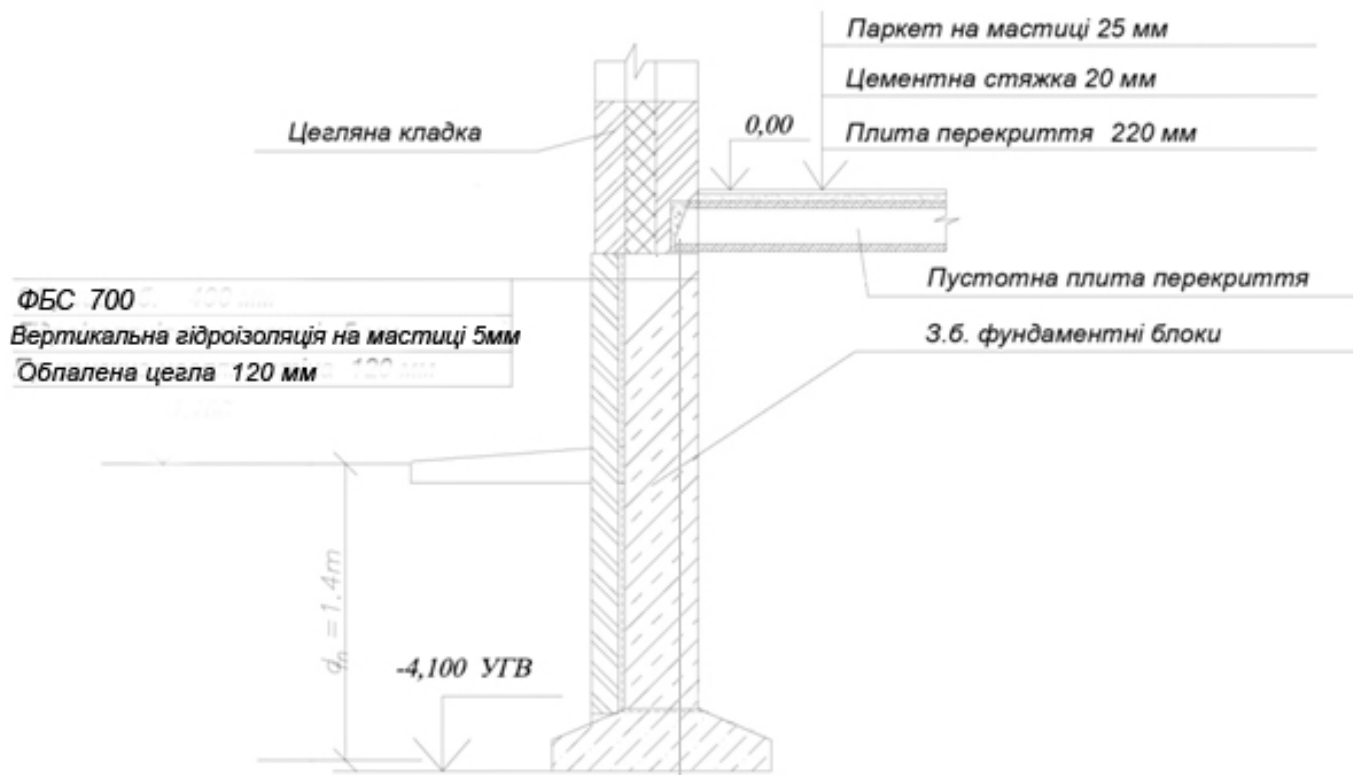 Паркет на мастиці 25 мм
Цементна стяжка 20 мм
Плита перекриття 220 мм
0,00
Цегляна кладка
Пустотна плита перекриття
З.б. фундаментні блоки
ФБС 700
Вертикальна гідроізоляція на мастиці 5мм
Обпалена цегла 120 мм
dn = 1.4m
-4,100 УГВ